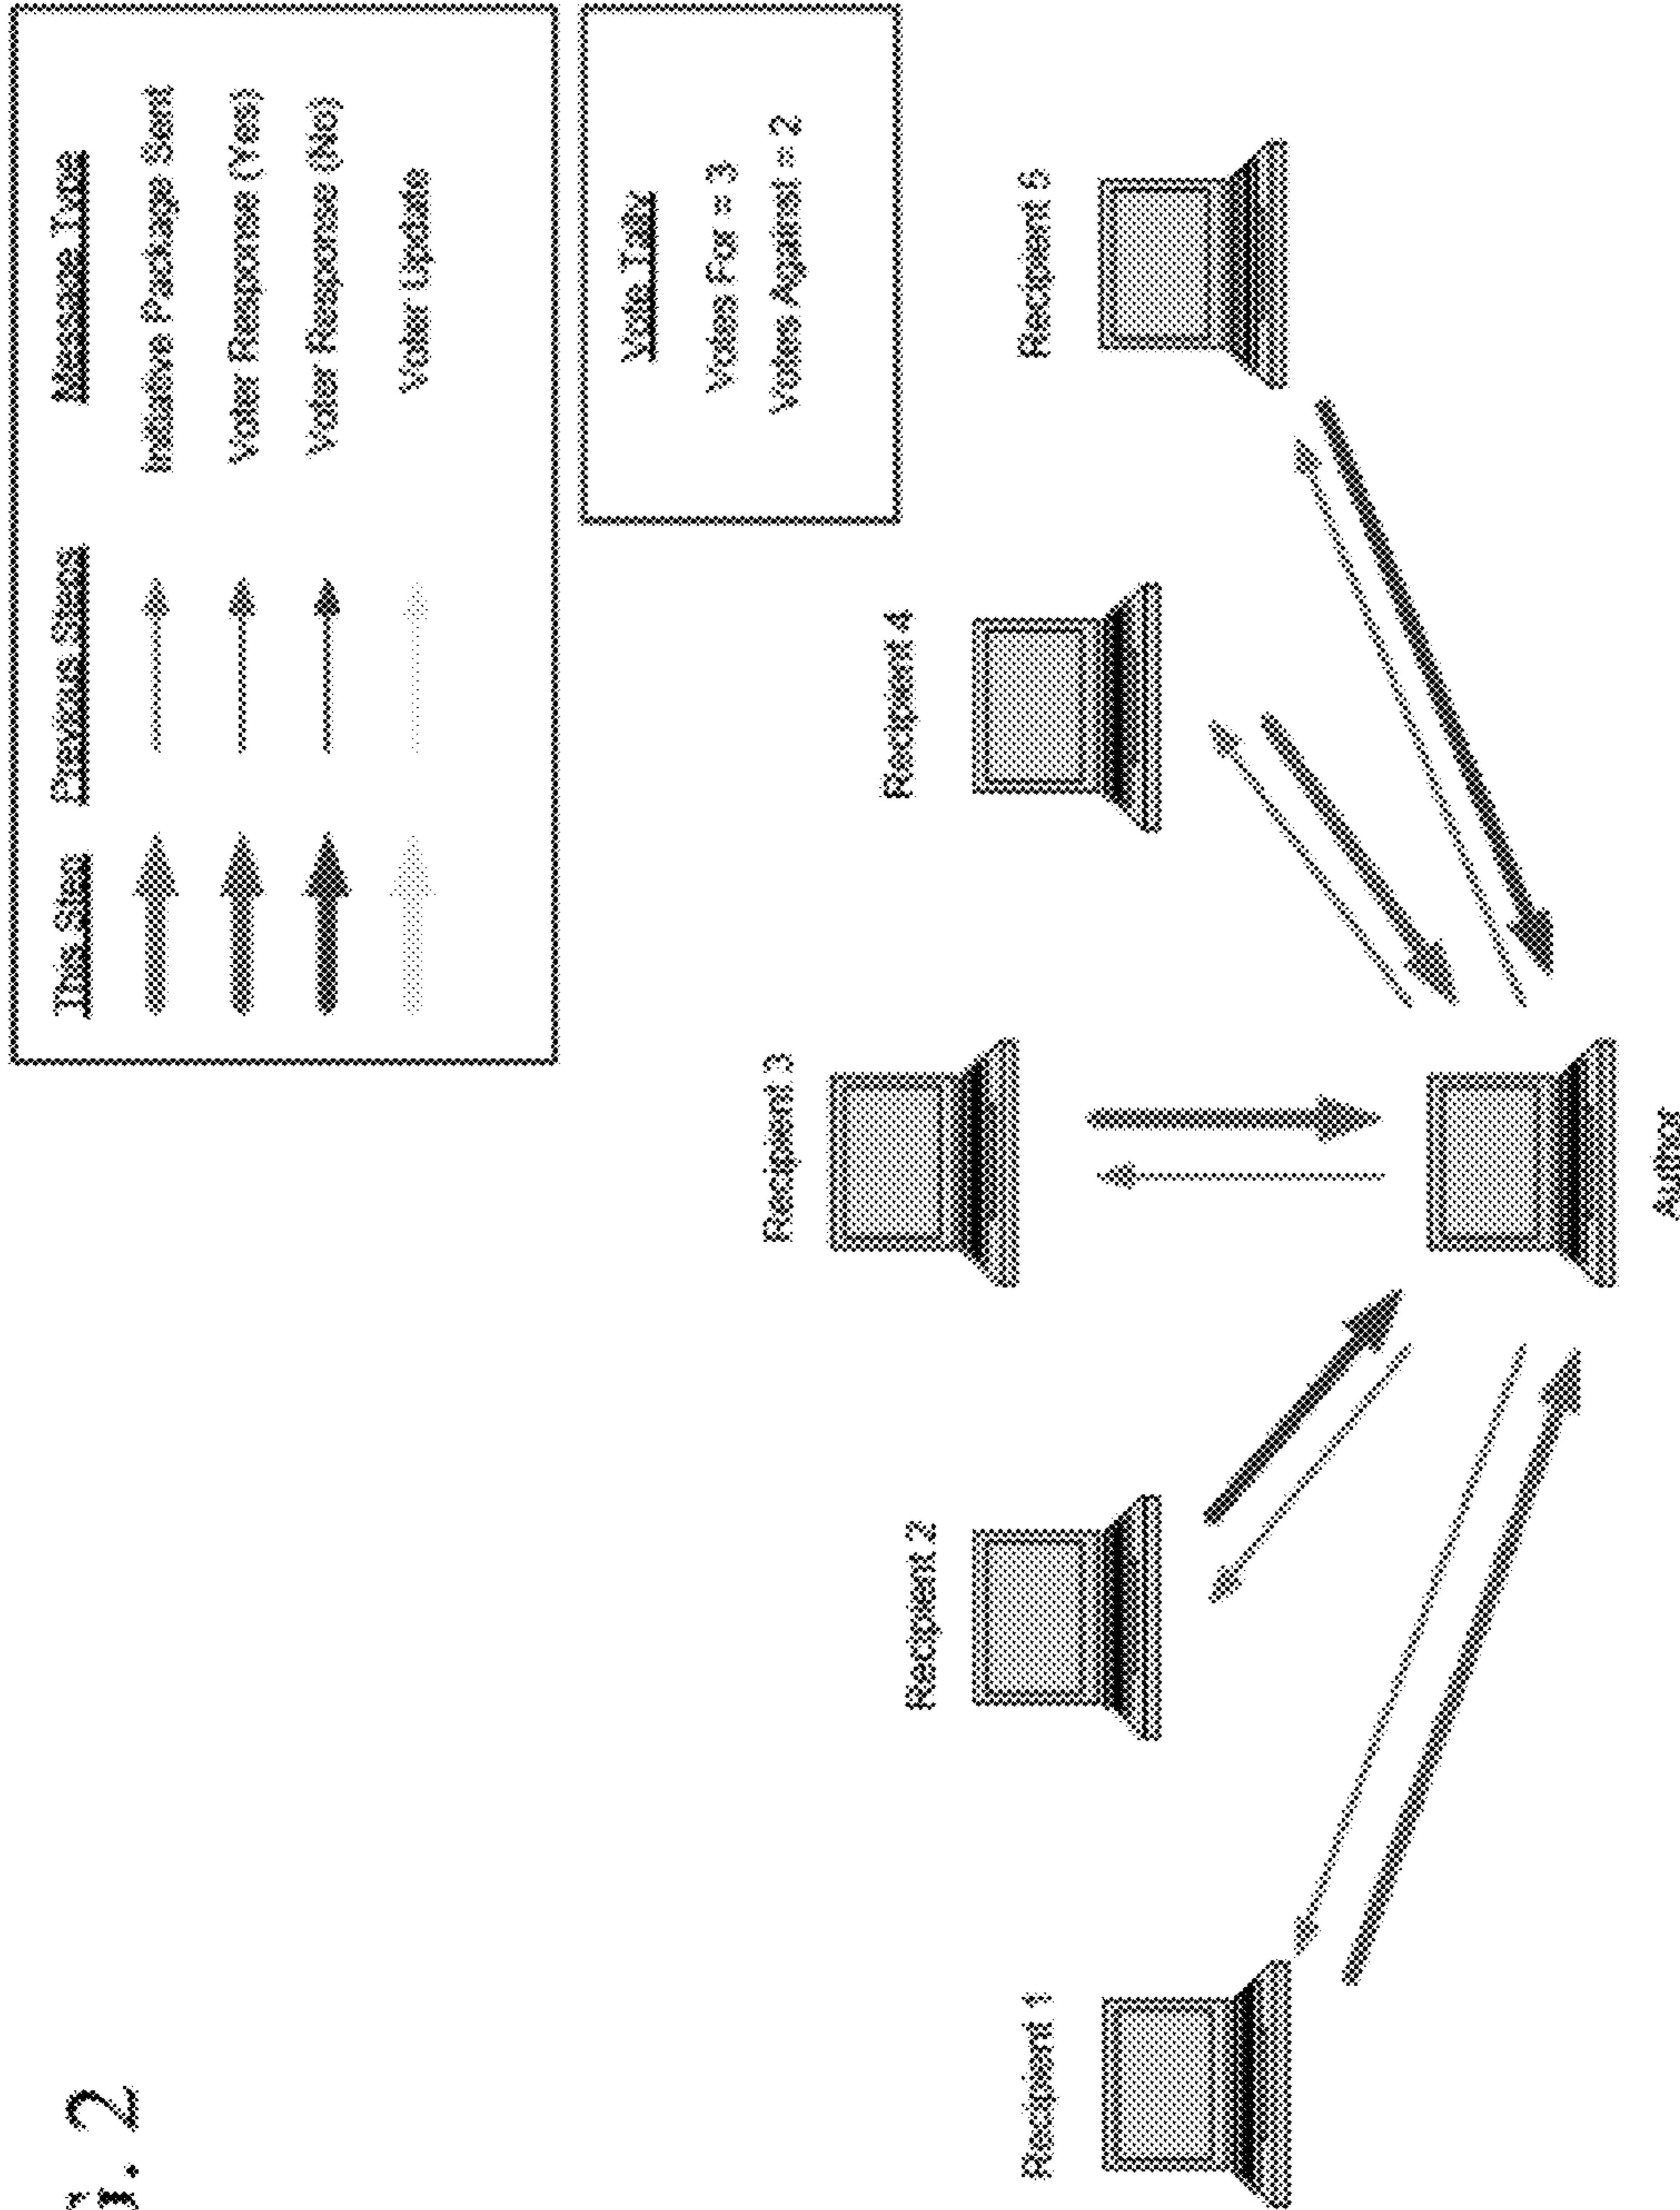 . 2
This Step Previous Steps Message Type
Initiative Package Sent
Voter Response (Yes)
Voter Response (No)
Voter Update
Vote Tally
Votes For = 3
Votes Against = 2
Recipient 1
Recipient 2
Recipient 3
Recipient 4
Recipient 5
Author